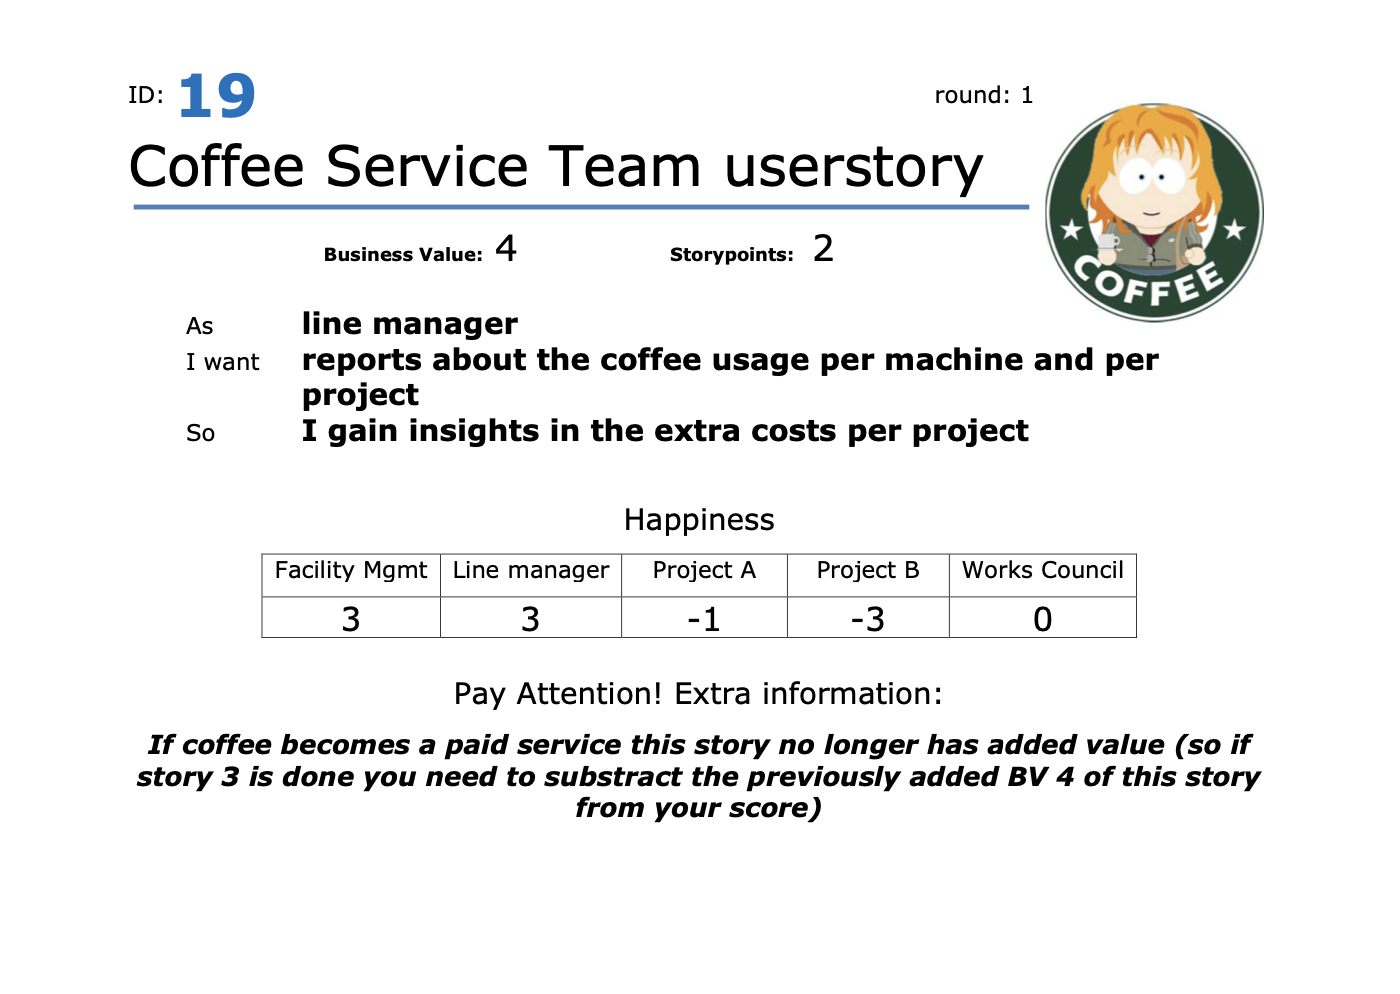 ID: 19
round: 1
Coffee Service Team userstory
Business Value: 4 Storypoints: 2
As line manager
I want reports about the coffee usage per machine and per
project
So I gain insights in the extra costs per project
Happiness
Facility Mgmt Line manager Project A Project B Works Council
3 3 -1 -3 0
Pay Attention! Extra information:
If coffee becomes a paid service this story no longer has added value (so if
story 3 is done you need to substract the previously added BV 4 of this story
from your score)
COFFEE